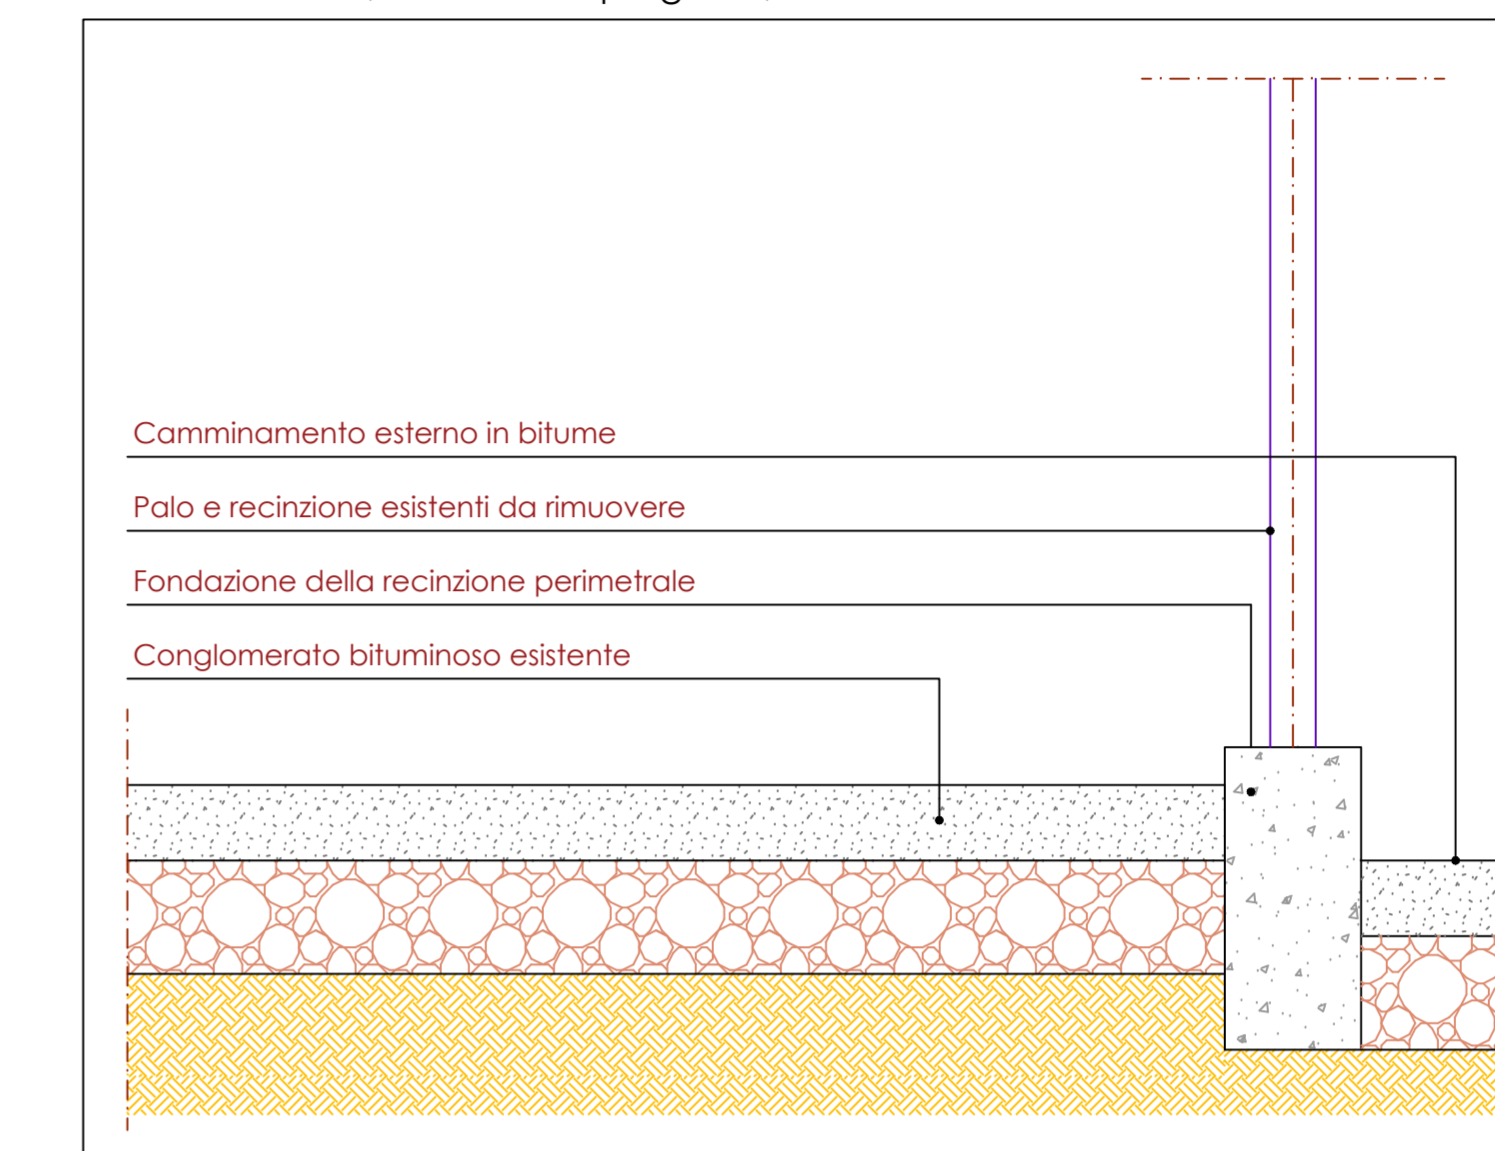 Camminamento esterno in bitume
Palo e recinzione esistenti da rimuovere
Fondazione della recinzione perimetrale
Conglomerato bituminoso esistente